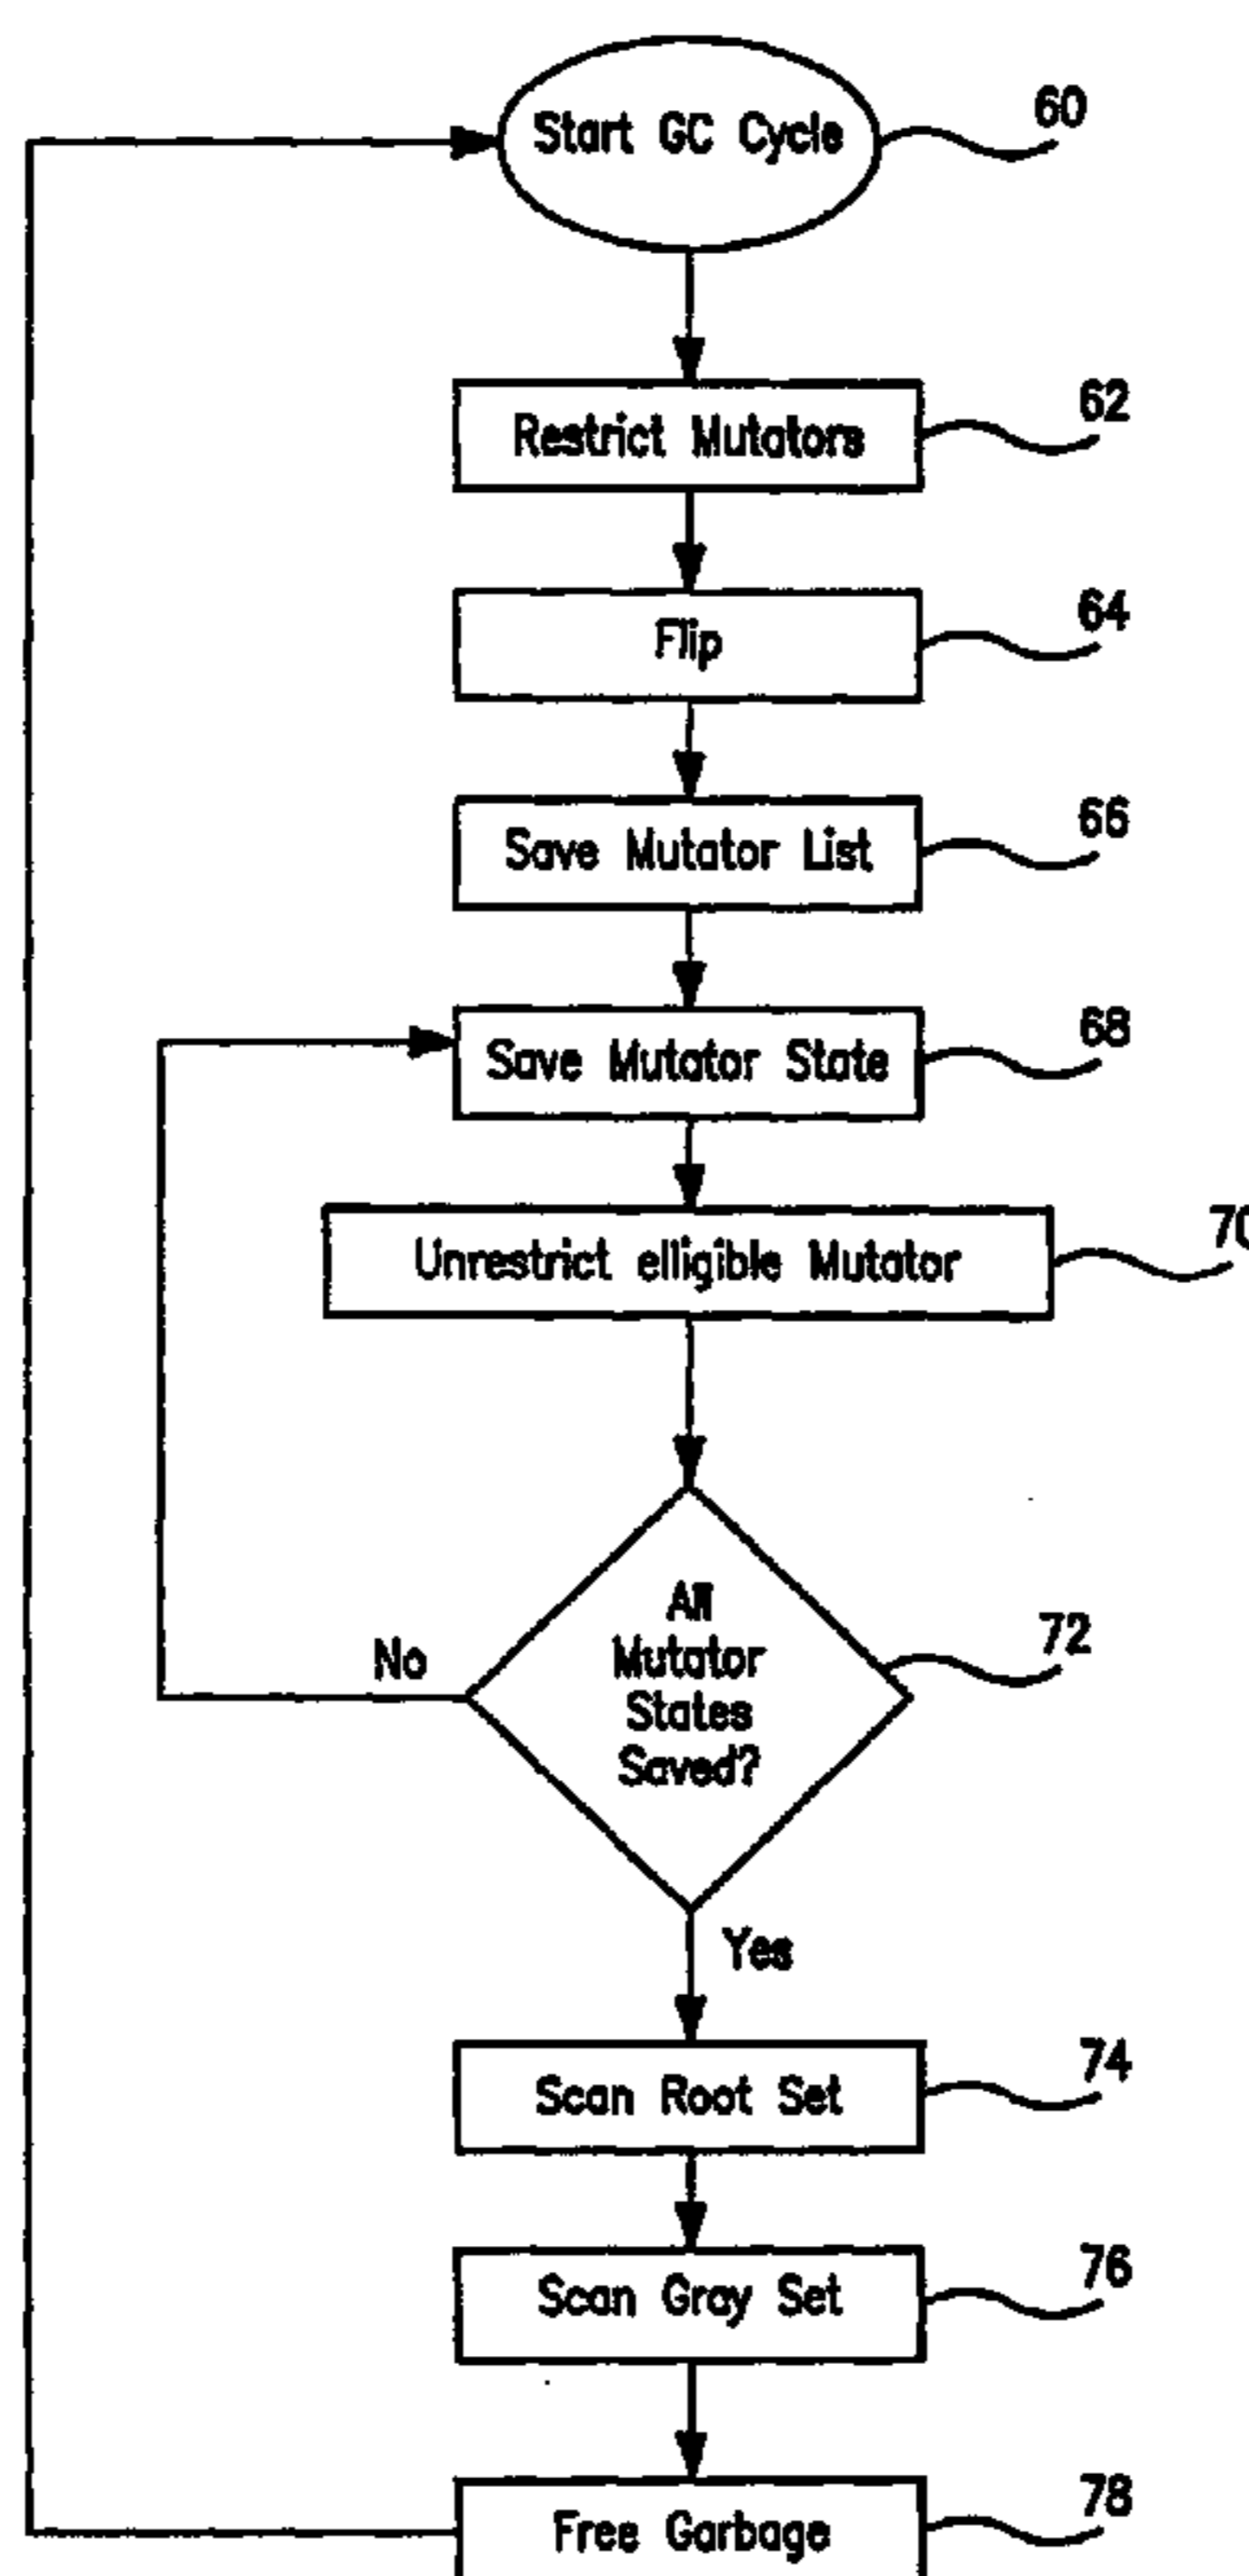 Start GC Cycle
60
Restrict Mutators
62
Flip
64
Save Mutator List
66
Save Mutator State
68
Unrestrict elligible Mutator
70
All
Mutator
States
Saved?
72
No
Yes
Scan Root Set
74
Scan Gray Set
76
Free Garbage
78